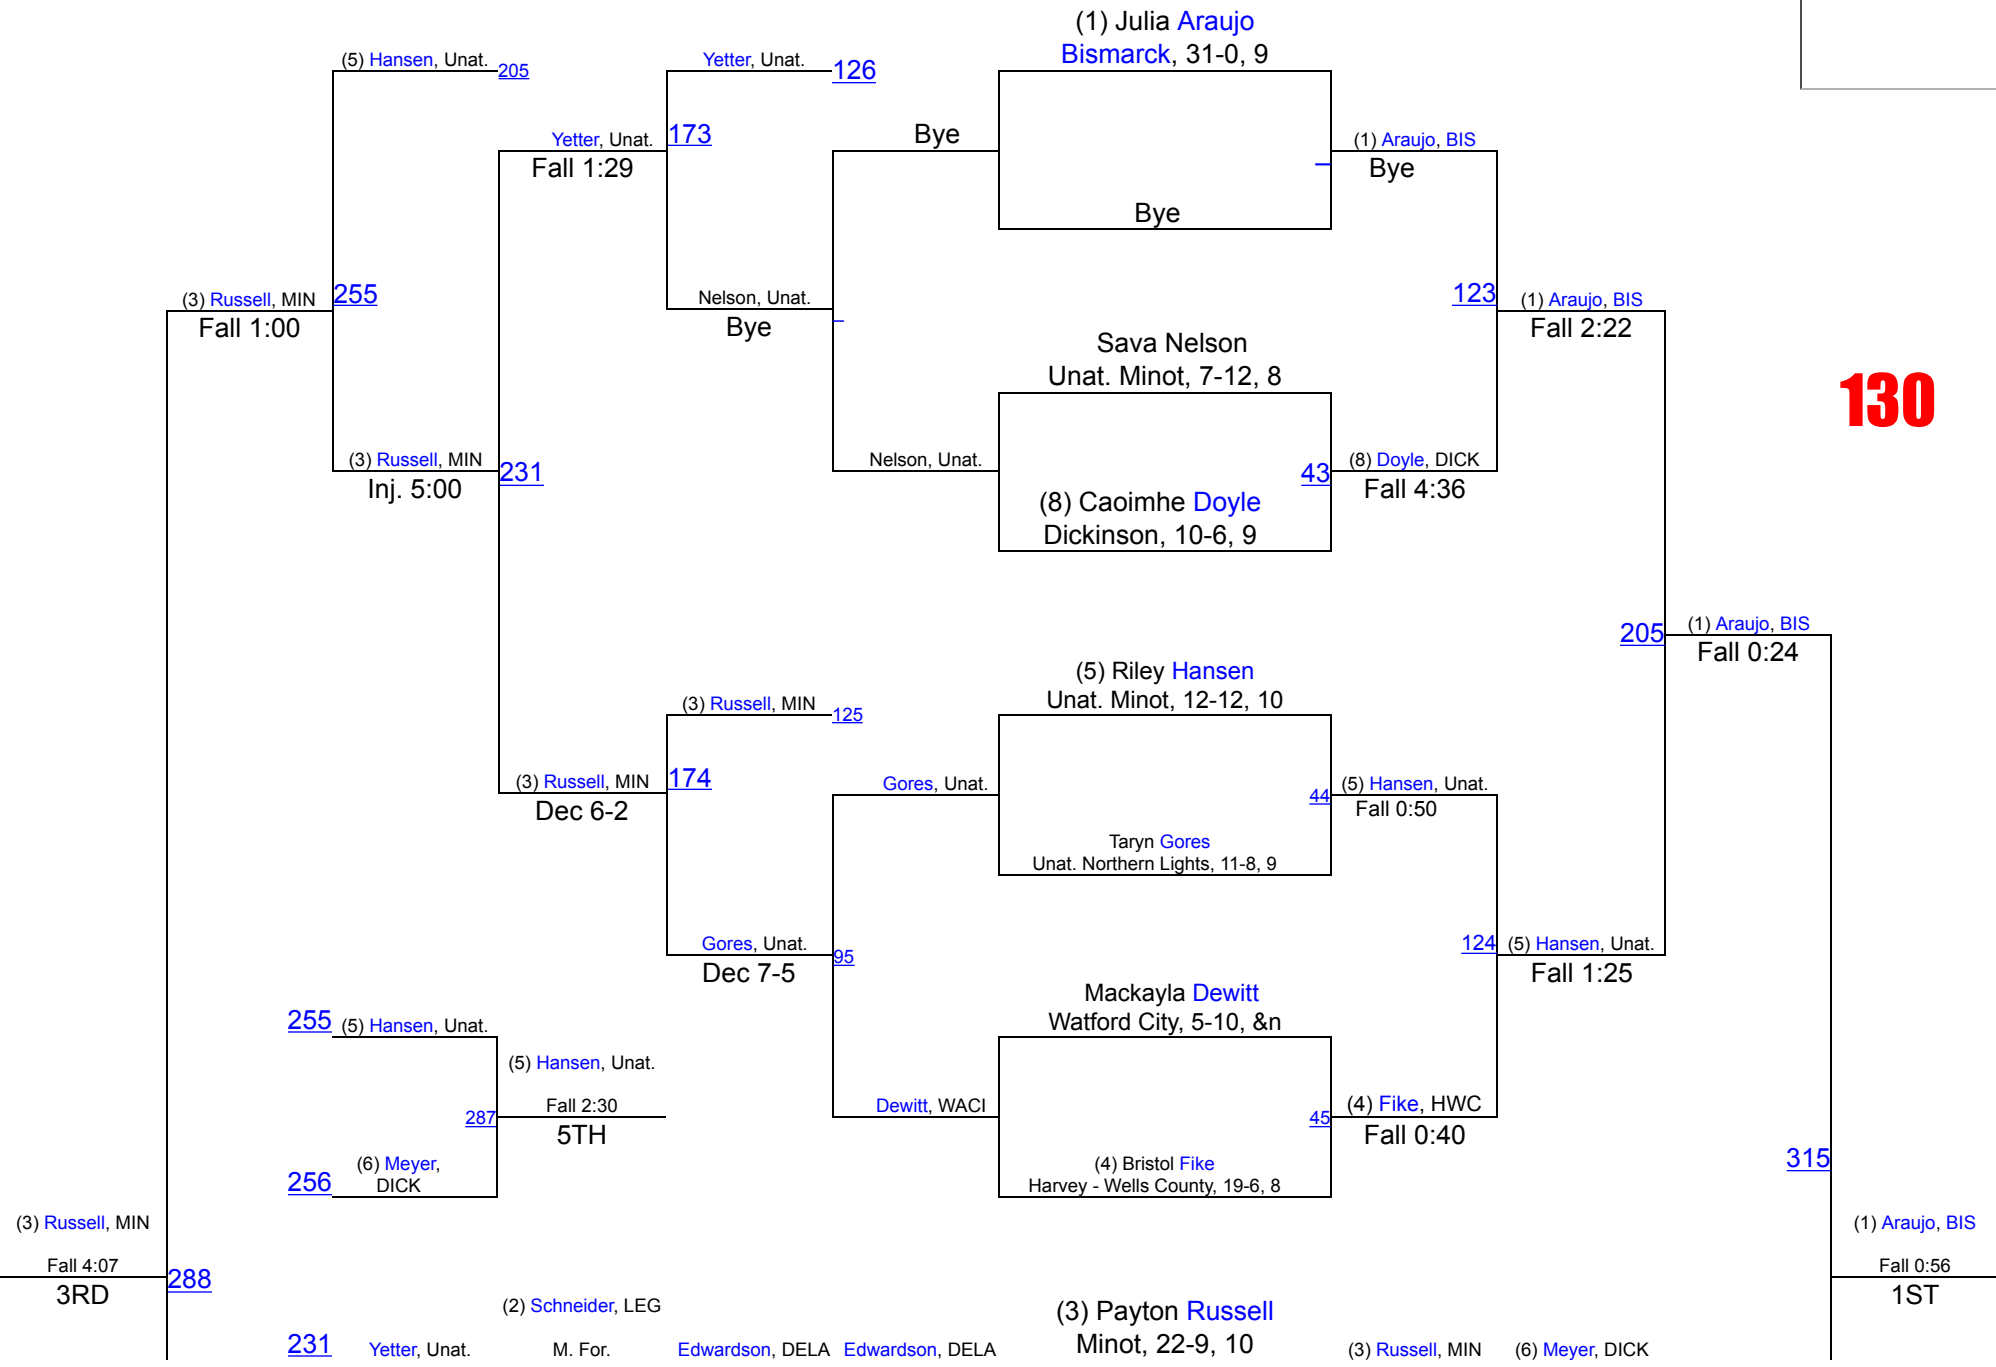 (1) Julia Araujo
Bismarck, 31-0, 9
(5) Hansen, Unat.
205
Yetter, Unat.
126
Yetter, Unat.
173
Fall 1:29
Bye
(1) Araujo, BIS
Bye
Bye
(3) Russell, MIN
255
Fall 1:00
Nelson, Unat.
Bye
123
(1) Araujo, BIS
Fall 2:22
Sava Nelson
Unat. Minot, 7-12, 8
130
(3) Russell, MIN
231
Inj. 5:00
Nelson, Unat.
43
(8) Doyle, DICK
Fall 4:36
(8) Caoimhe Doyle
Dickinson, 10-6, 9
205
(1) Araujo, BIS
Fall 0:24
(5) Riley Hansen
Unat. Minot, 12-12, 10
(3) Russell, MIN
125
(3) Russell, MIN
174
Dec 6-2
Gores, Unat.
44
(5) Hansen, Unat.
Fall 0:50
Taryn Gores
Unat. Northern Lights, 11-8, 9
Gores, Unat.
95
Dec 7-5
124
(5) Hansen, Unat.
Fall 1:25
Mackayla Dewitt
Watford City, 5-10, &n
255
(5) Hansen, Unat.
(5) Hansen, Unat.
287
Fall 2:30
5TH
Dewitt, WACI
45
(4) Fike, HWC
Fall 0:40
256
(6) Meyer,
DICK
(4) Bristol Fike
Harvey - Wells County, 19-6, 8
315
(3) Russell, MIN
Fall 4:07
3RD
288
(1) Araujo, BIS
Fall 0:56
1ST
(2) Schneider, LEG
(3) Payton Russell
Minot, 22-9, 10
231
Yetter, Unat.
M. For.
Edwardson, DELA
Edwardson, DELA
(3) Russell, MIN
(6) Meyer, DICK